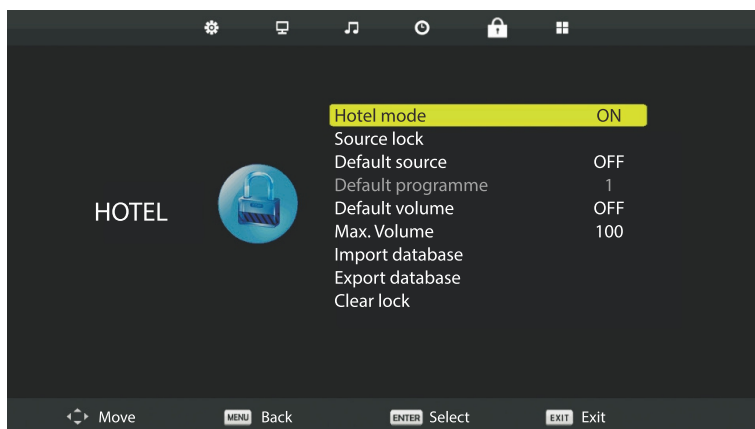 Hotel mode ON
Source lock
Default source OFF
Default programme 1
HOTEL
Default volume OFF
Max. Volume 100
Import database
Export database
Clear lock
Move MENU Back ENTER Select EXIT Exit